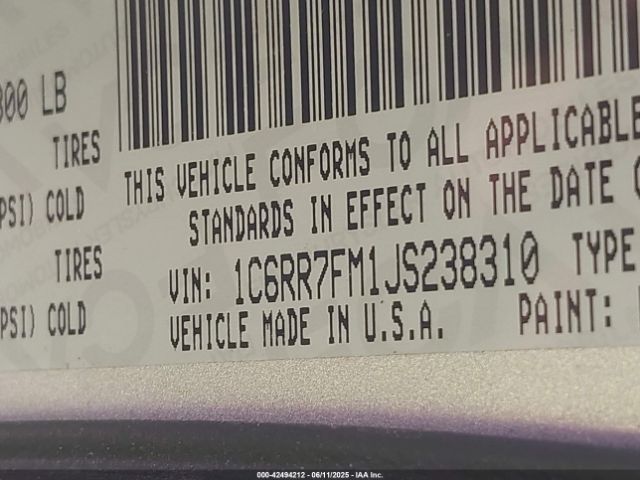 300 LB
TIRES
PSI) COLD
TIRES
PSI) COLD
THIS VEHICLE CONFORMS TO ALL APPLICABLE
STANDARDS IN EFFECT ON THE DATE
VIN: 1C6RR7FM1JS238310 TYPE
VEHICLE MADE IN U.S.A. PAINT:
000-42494212 - 06/11/2025 - IAA Inc.